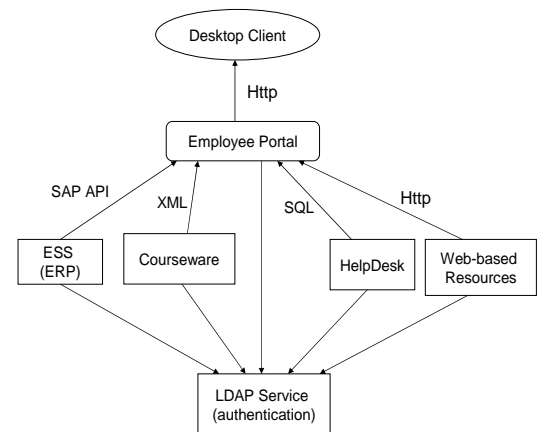 Desktop Client
Http
Employee Portal
SAP API
XML
SQL
Http
ESS
(ERP)
Courseware
HelpDesk
Web-based
Resources
LDAP Service
(authentication)